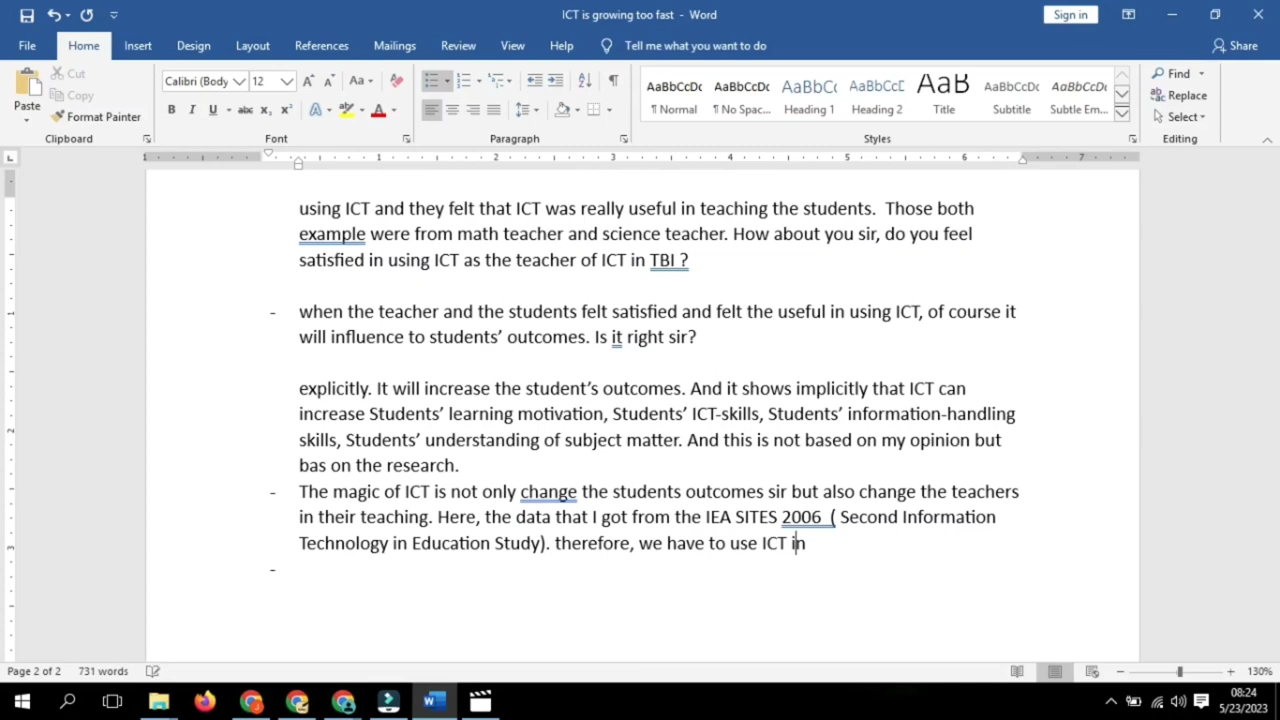 ICT is growing too fast - Word
Sign in
File Home Insert Design Layout References Mailings Review View Help Tell me what you want to do Share
Paste
Cut
Copy
Format Painter
Calibri (Body 12
AaBbCcDc AaBbCcDc AaBbCc AaBbCcD AaB AaBbCcDc AaBbCcDc
¶ Normal ¶ No Spac... Heading 1 Heading 2 Title Subtitle Subtle Em...
Find
Replace
Select
Clipboard Font Paragraph Styles Editing
1 1 2 3 4 5 6 7
using ICT and they felt that ICT was really useful in teaching the students. Those both
example were from math teacher and science teacher. How about you sir, do you feel
satisfied in using ICT as the teacher of ICT in TBI ?
- when the teacher and the students felt satisfied and felt the useful in using ICT, of course it
will influence to students’ outcomes. Is it right sir?
explicitly. It will increase the student’s outcomes. And it shows implicitly that ICT can
increase Students’ learning motivation, Students’ ICT-skills, Students’ information-handling
skills, Students’ understanding of subject matter. And this is not based on my opinion but
bas on the research.
- The magic of ICT is not only change the students outcomes sir but also change the teachers
in their teaching. Here, the data that I got from the IEA SITES 2006 ( Second Information
Technology in Education Study). therefore, we have to use ICT in
-
Page 2 of 2 731 words 130%
08:24
5/23/2023